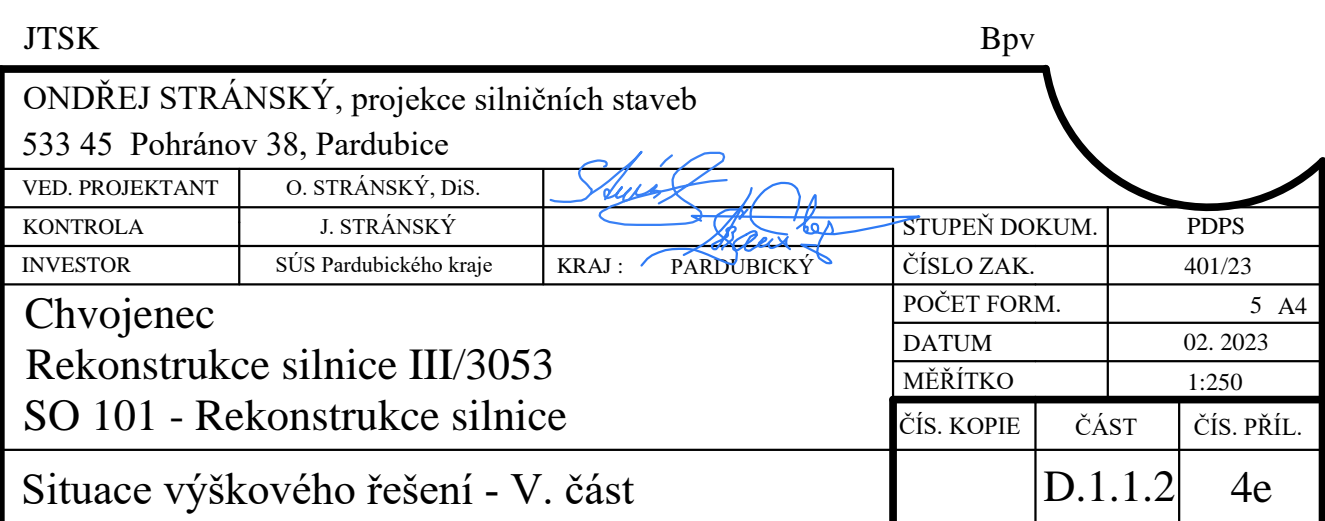 JTSK Bpv
ONDŘEJ STRÁNSKÝ, projekce silničních staveb
533 45 Pohránov 38, Pardubice
VED. PROJEKTANT O. STRÁNSKÝ, DiS.
KONTROLA J. STRÁNSKÝ STUPEŇ DOKUM. PDPS
INVESTOR SÚS Pardubického kraje KRAJ : PARDUBICKÝ ČÍSLO ZAK. 401/23
POČET FORM. 5 A4
Chvojenec
DATUM 02. 2023
Rekonstrukce silnice III/3053
MĚŘÍTKO 1:250
SO 101 - Rekonstrukce silnice
ČÍS. KOPIE ČÁST ČÍS. PŘÍL.
Situace výškového řešení - V. část D.1.1.2 4e